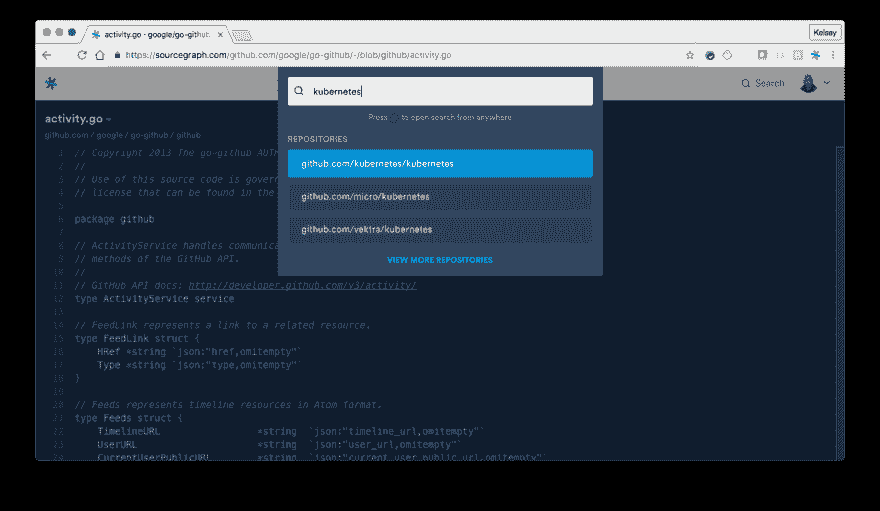 activity.go - google/go-githu
Kelsey
https://sourcegraph.com/github.com/google/go-github/-/blob/github/activity.go
kubernetes
Search
Press to open search from anywhere
REPOSITORIES
github.com/kubernetes/kubernetes
github.com/micro/kubernetes
github.com/vektra/kubernetes
VIEW MORE REPOSITORIES
activity.go
github.com / google / go-github / github
1 // Copyright 2013 The go-github AUTH
2 //
3 // Use of this source code is govern
4 // license that can be found in the
5
6 package github
7
8 // ActivityService handles communica
9 // methods of the GitHub API.
10 //
11 // GitHub API docs: http://developer.github.com/v3/activity/
12 type ActivityService service
13
14 // FeedLink represents a link to a related resource.
15 type FeedLink struct {
16 HRef *string `json:"href,omitempty"`
17 Type *string `json:"type,omitempty"`
18 }
19
20 // Feeds represents timeline resources in Atom format.
21 type Feeds struct {
22 TimelineURL *string `json:"timeline_url,omitempty"`
23 UserURL *string `json:"user_url,omitempty"`
24 CurrentUserPublicURL *string `json:"current_user_public_url,omitempty"`